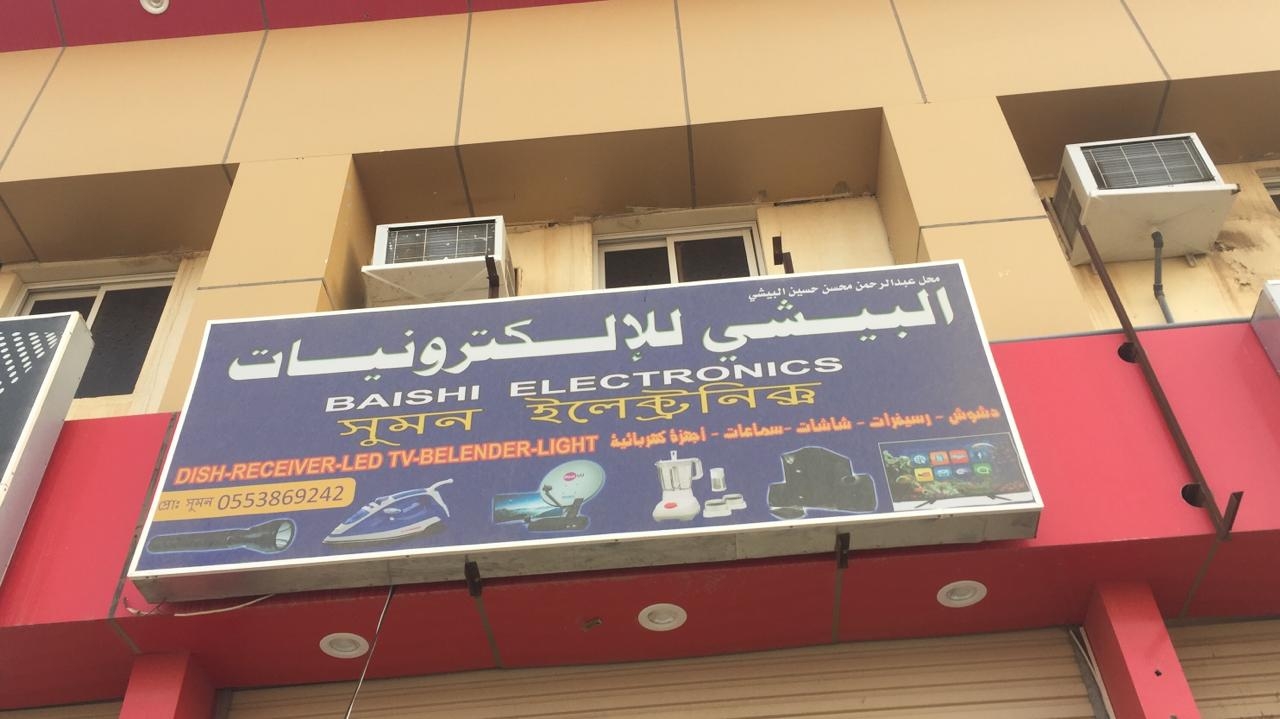 محل عبدالرحمن محسن حسين البيشي
البيشي للإلكترونيات
BAISHI ELECTRONICS
সুমন ইলেক্ট্রনিক্স
DISH-RECEIVER-LED TV-BELENDER-LIGHT دشوش - رسيفرات - شاشات -سماعات - أجهزة كهربائية
প্রোঃ সুমন 0553869242